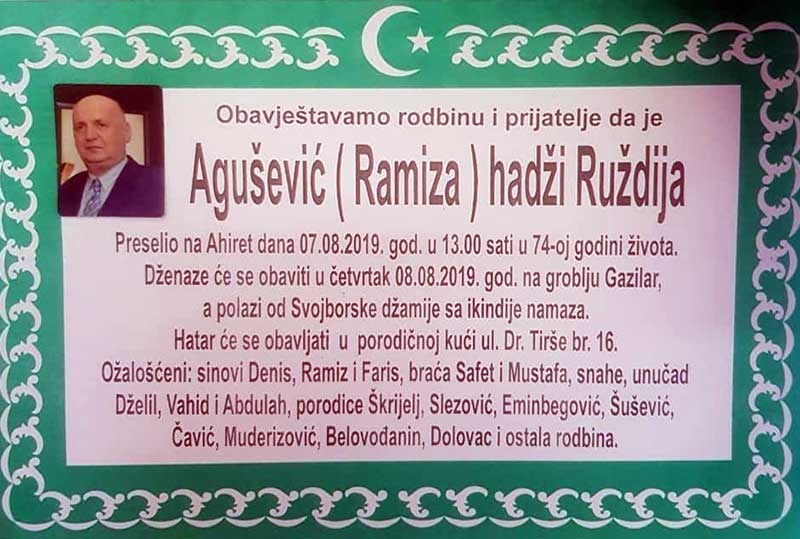 Obavještavamo rodbinu i prijatelje da je
Agušević ( Ramiza ) hadži Ruždija
Preselio na Ahiret dana 07.08.2019. god. u 13.00 sati u 74-oj godini života.
Dženaze će se obaviti u četvrtak 08.08.2019. god. na groblju Gazilar,
a polazi od Svojborske džamije sa ikindije namaza.
Hatar će se obavljati u porodičnoj kući ul. Dr. Tirše br. 16.
Ožalošćeni: sinovi Denis, Ramiz i Faris, braća Safet i Mustafa, snahe, unučad
Dželil, Vahid i Abdulah, porodice Škrijelj, Slezović, Eminbegović, Šušević,
Čavić, Muderizović, Belovođanin, Dolovac i ostala rodbina.